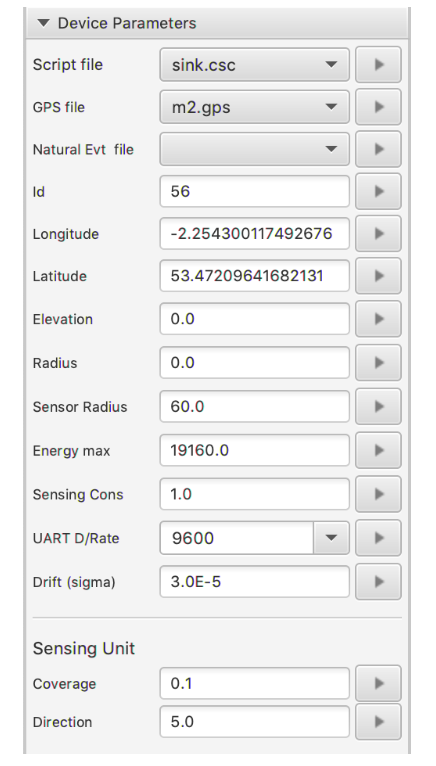 Device Parameters
Script file sink.csc
GPS file m2.gps
Natural Evt file
Id 56
Longitude -2.254300117492676
Latitude 53.47209641682131
Elevation 0.0
Radius 0.0
Sensor Radius 60.0
Energy max 19160.0
Sensing Cons 1.0
UART D/Rate 9600
Drift (sigma) 3.0E-5
Sensing Unit
Coverage 0.1
Direction 5.0